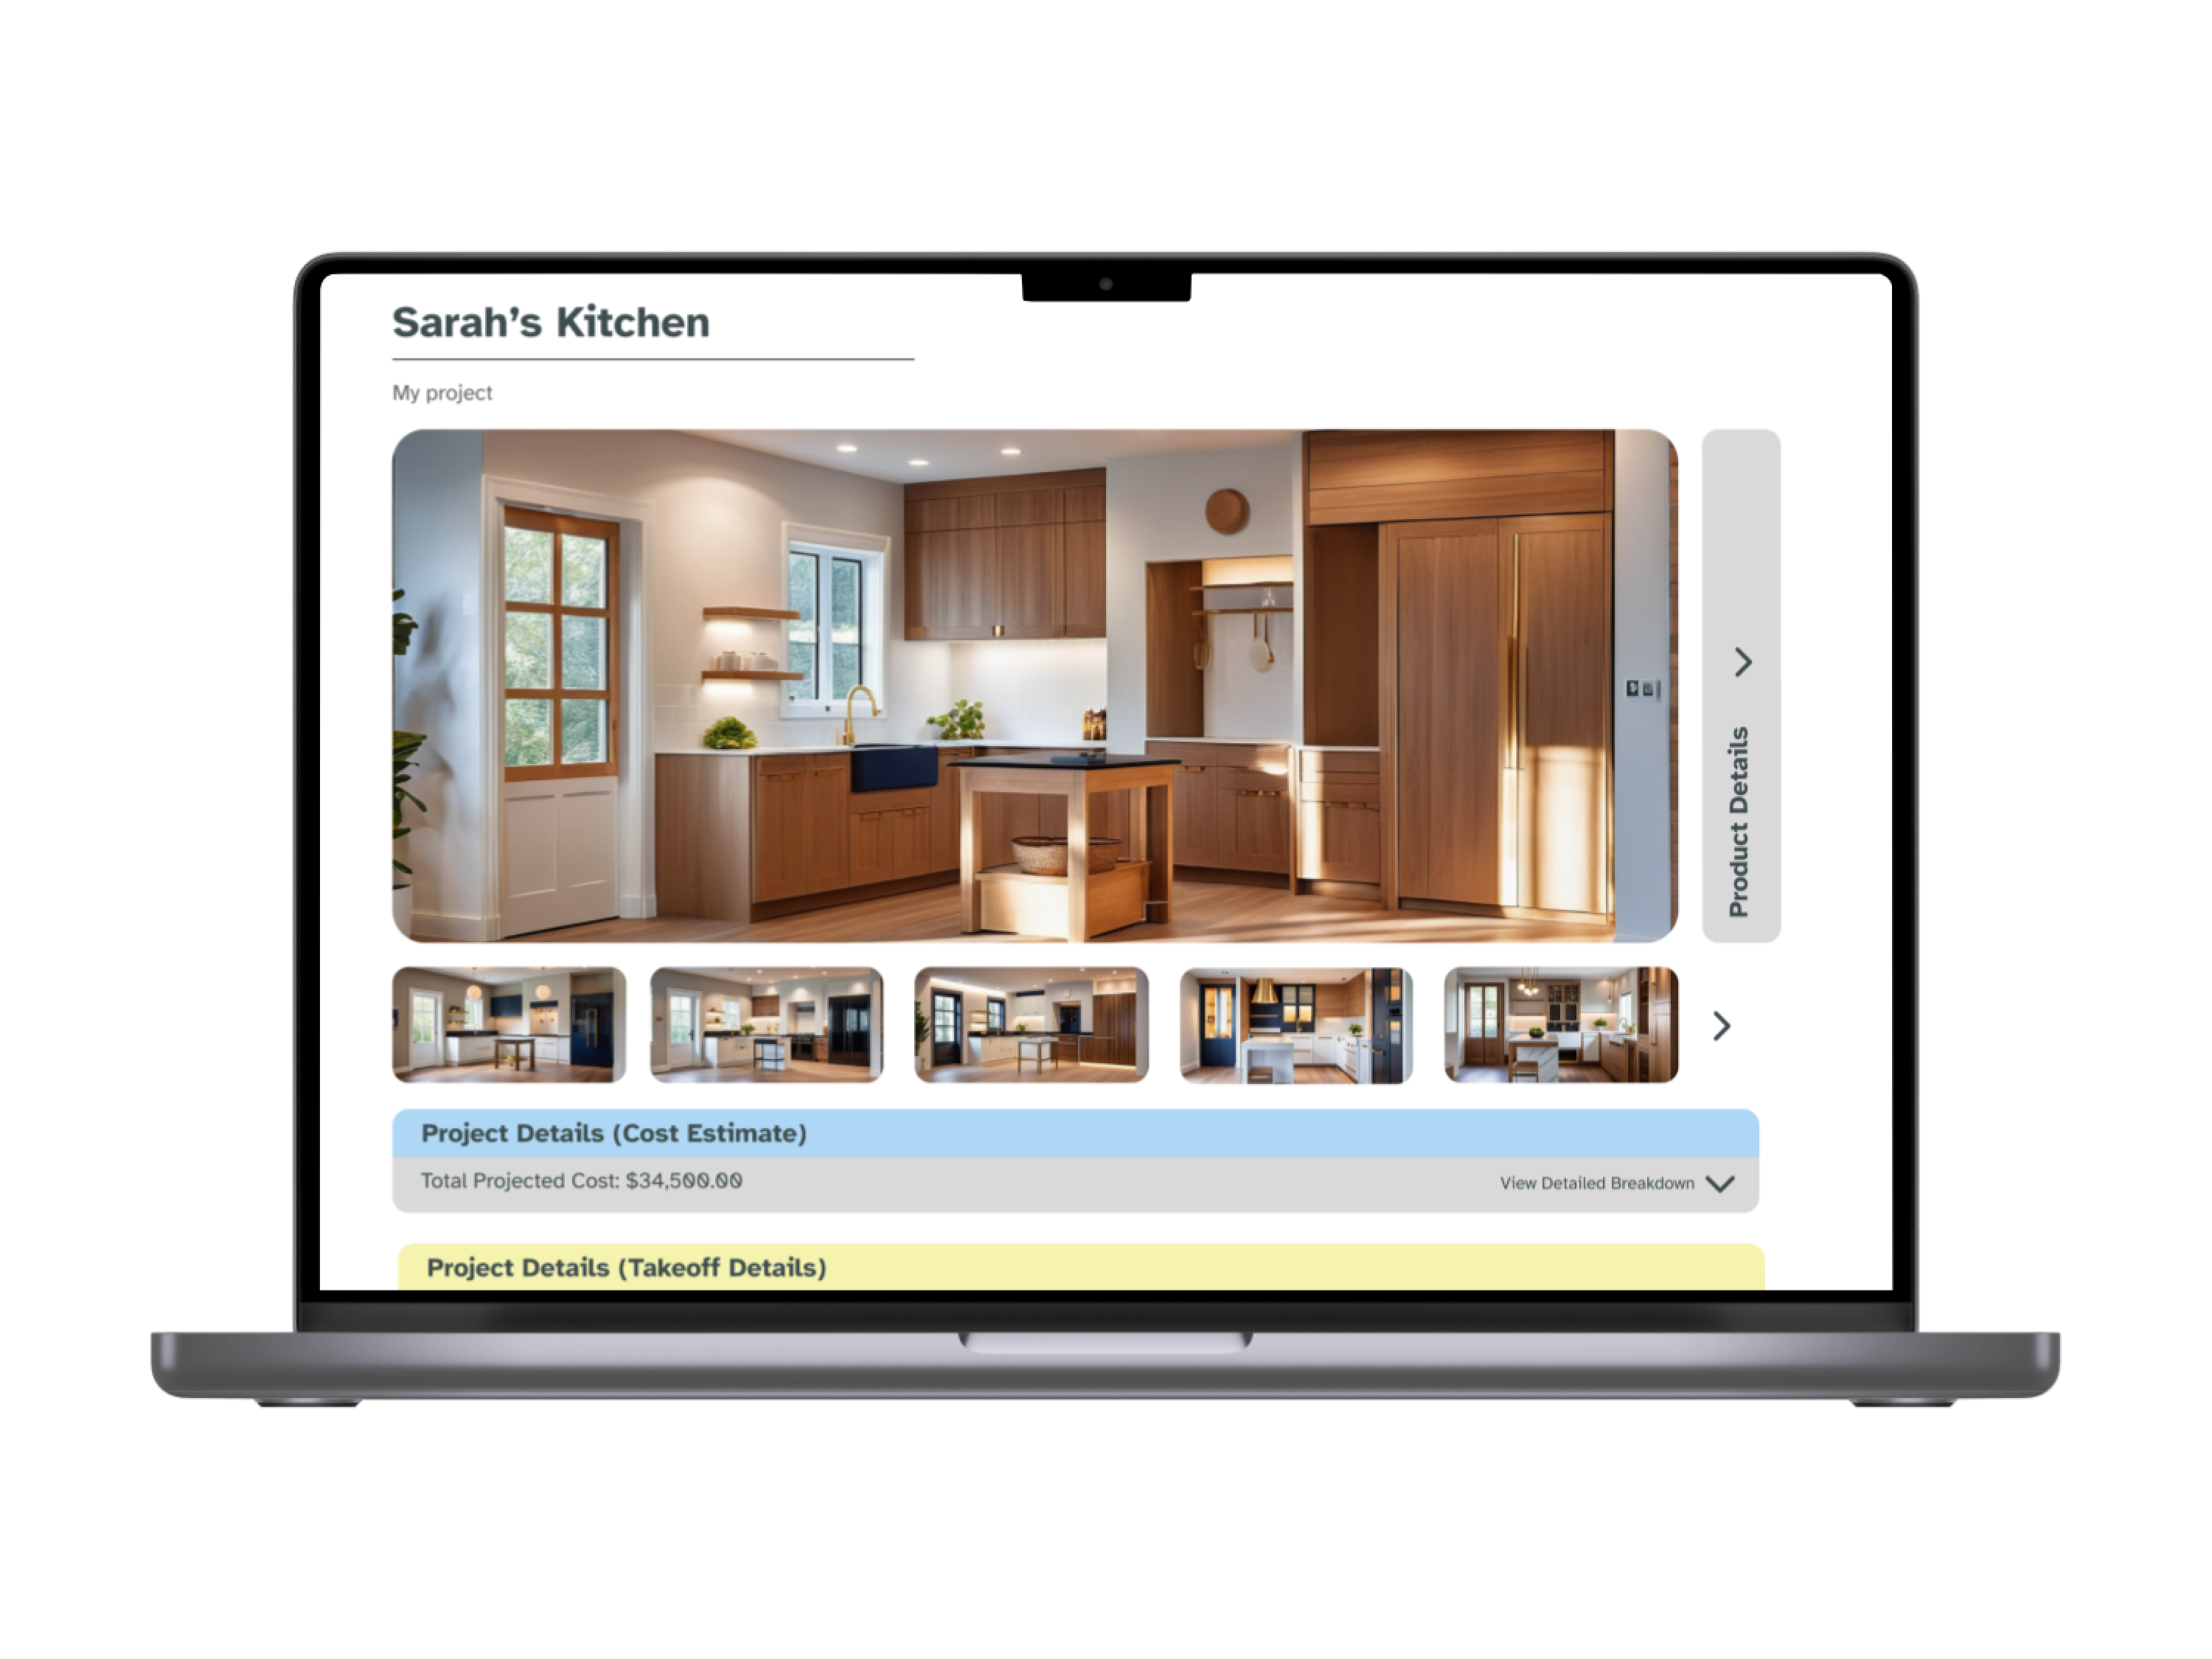 Sarah's Kitchen
My project
Product Details
Project Details (Cost Estimate)
Total Projected Cost: $34,500.00
View Detailed Breakdown
Project Details (Takeoff Details)